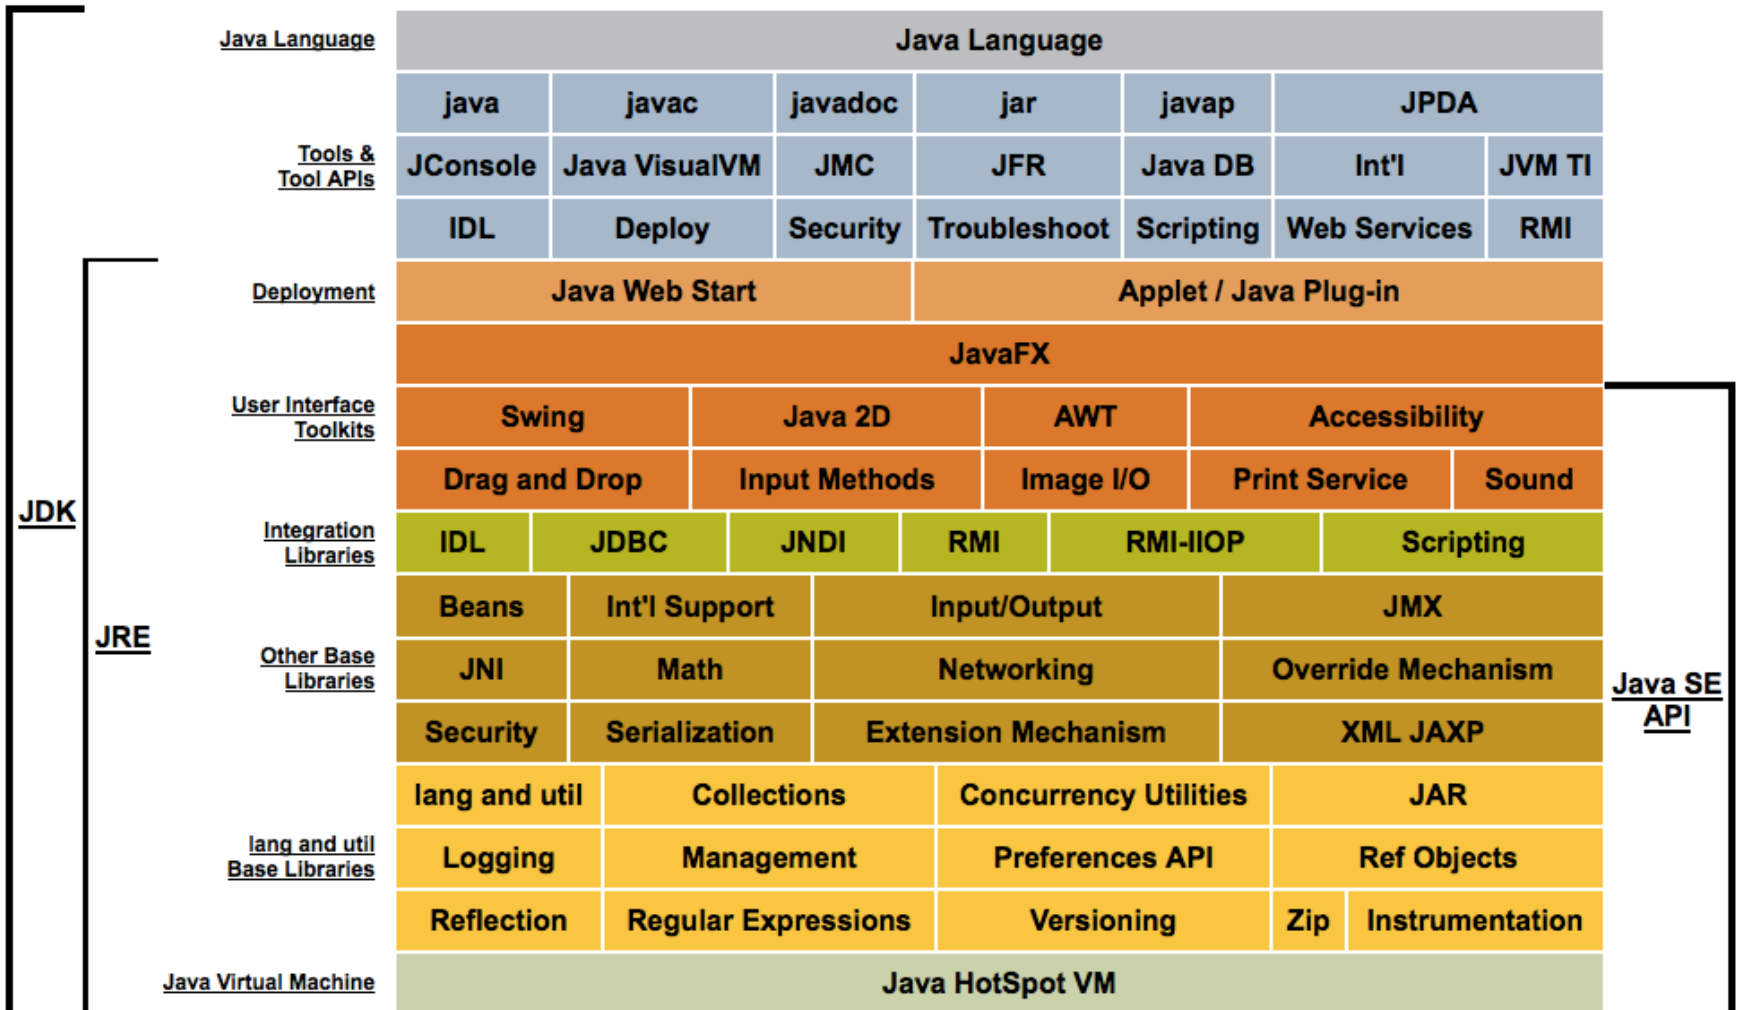 Java Language
Java Language
java
javac
javadoc
jar
javap
JPDA
Tools &
Tool APIs
JConsole
Java VisualVM
JMC
JFR
Java DB
Int'l
JVM TI
IDL
Deploy
Security
Troubleshoot
Scripting
Web Services
RMI
Deployment
Java Web Start
Applet / Java Plug-in
JavaFX
User Interface
Toolkits
Swing
Java 2D
AWT
Accessibility
Drag and Drop
Input Methods
Image I/O
Print Service
Sound
JDK
Integration
Libraries
IDL
JDBC
JNDI
RMI
RMI-IIOP
Scripting
JRE
Other Base
Libraries
Beans
Int'l Support
Input/Output
JMX
JNI
Math
Networking
Override Mechanism
Security
Serialization
Extension Mechanism
XML JAXP
Java SE
API
lang and util
Base Libraries
lang and util
Collections
Concurrency Utilities
JAR
Logging
Management
Preferences API
Ref Objects
Reflection
Regular Expressions
Versioning
Zip
Instrumentation
Java Virtual Machine
Java HotSpot VM